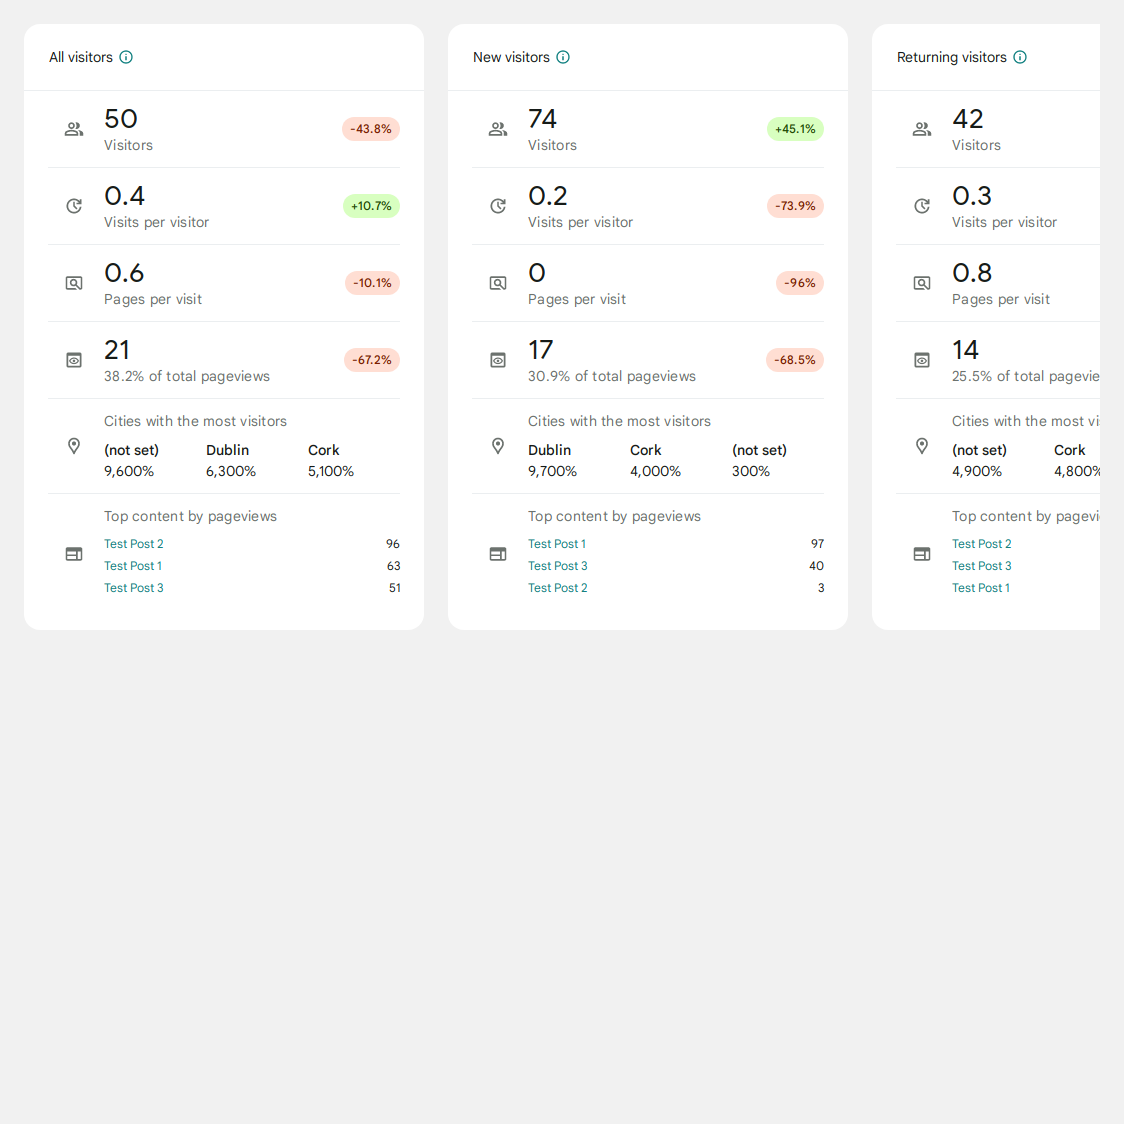 All visitors
50
Visitors
-43.8%
0.4
Visits per visitor
+10.7%
0.6
Pages per visit
-10.1%
21
38.2% of total pageviews
-67.2%
Cities with the most visitors
(not set) Dublin Cork
9,600% 6,300% 5,100%
Top content by pageviews
Test Post 2 96
Test Post 1 63
Test Post 3 51
New visitors
74
Visitors
+45.1%
0.2
Visits per visitor
-73.9%
0
Pages per visit
-96%
17
30.9% of total pageviews
-68.5%
Cities with the most visitors
Dublin Cork (not set)
9,700% 4,000% 300%
Top content by pageviews
Test Post 1 97
Test Post 3 40
Test Post 2 3
Returning visitors
42
Visitors
0.3
Visits per visitor
0.8
Pages per visit
14
25.5% of total pagevie
Cities with the most vi
(not set) Cork
4,900% 4,800%
Top content by pagevi
Test Post 2
Test Post 3
Test Post 1